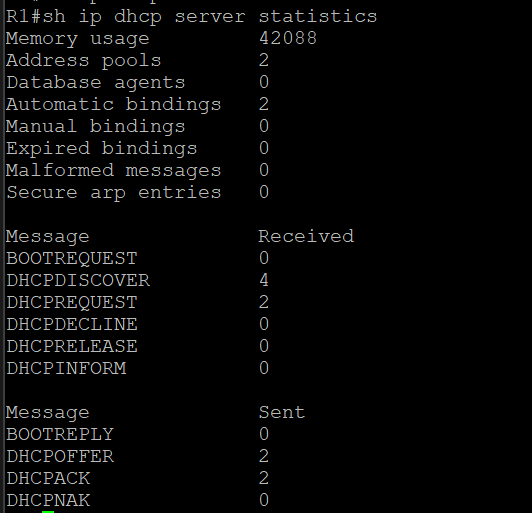 R1#sh ip dhcp server statistics
Memory usage 42088
Address pools 2
Database agents 0
Automatic bindings 2
Manual bindings 0
Expired bindings 0
Malformed messages 0
Secure arp entries 0
Message Received
BOOTREQUEST 0
DHCPDISCOVER 4
DHCPREQUEST 2
DHCPDECLINE 0
DHCPRELEASE 0
DHCPINFORM 0
Message Sent
BOOTREPLY 0
DHCPOFFER 2
DHCPACK 2
DHCPNAK 0